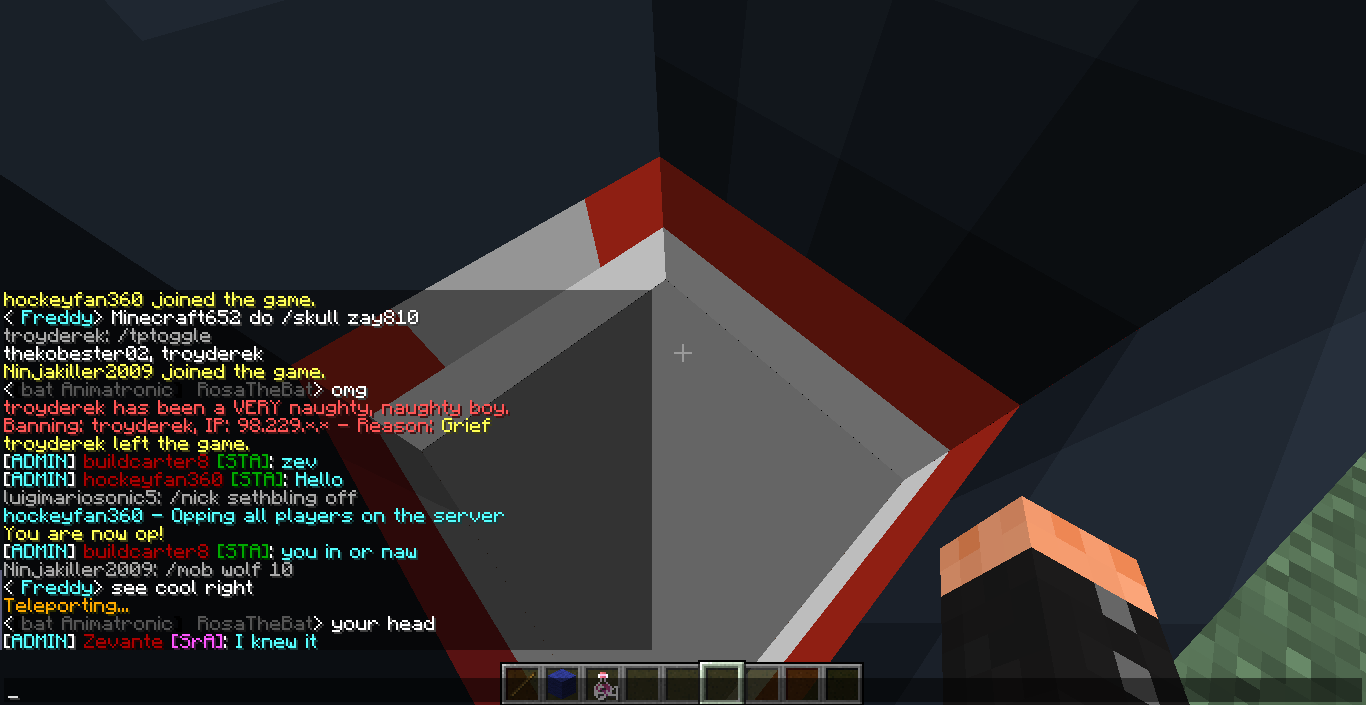 hockeyfan360 joined the game.
< Freddy> Minecraft652 do /skull zay810
troyderek: /tptoggle
thekobester02, troyderek
Ninjakiller2009 joined the game.
< bat Animatronic  RosaTheBat> omg
troyderek has been a VERY naughty, naughty boy.
Banning: troyderek, IP: 98.229.*.* - Reason: Grief
troyderek left the game.
[ADMIN] buildcarter8 [STA]: zev
[ADMIN] hockeyfan360 [STA]: Hello
luigimariosonic5: /nick sethbling off
hockeyfan360 - Opping all players on the server
You are now op!
[ADMIN] buildcarter8 [STA]: you in or naw
Ninjakiller2009: /mob wolf 10
< Freddy> see cool right
Teleporting...
< bat Animatronic  RosaTheBat> your head
[ADMIN] Zevante [SrA]: I knew it
64
_